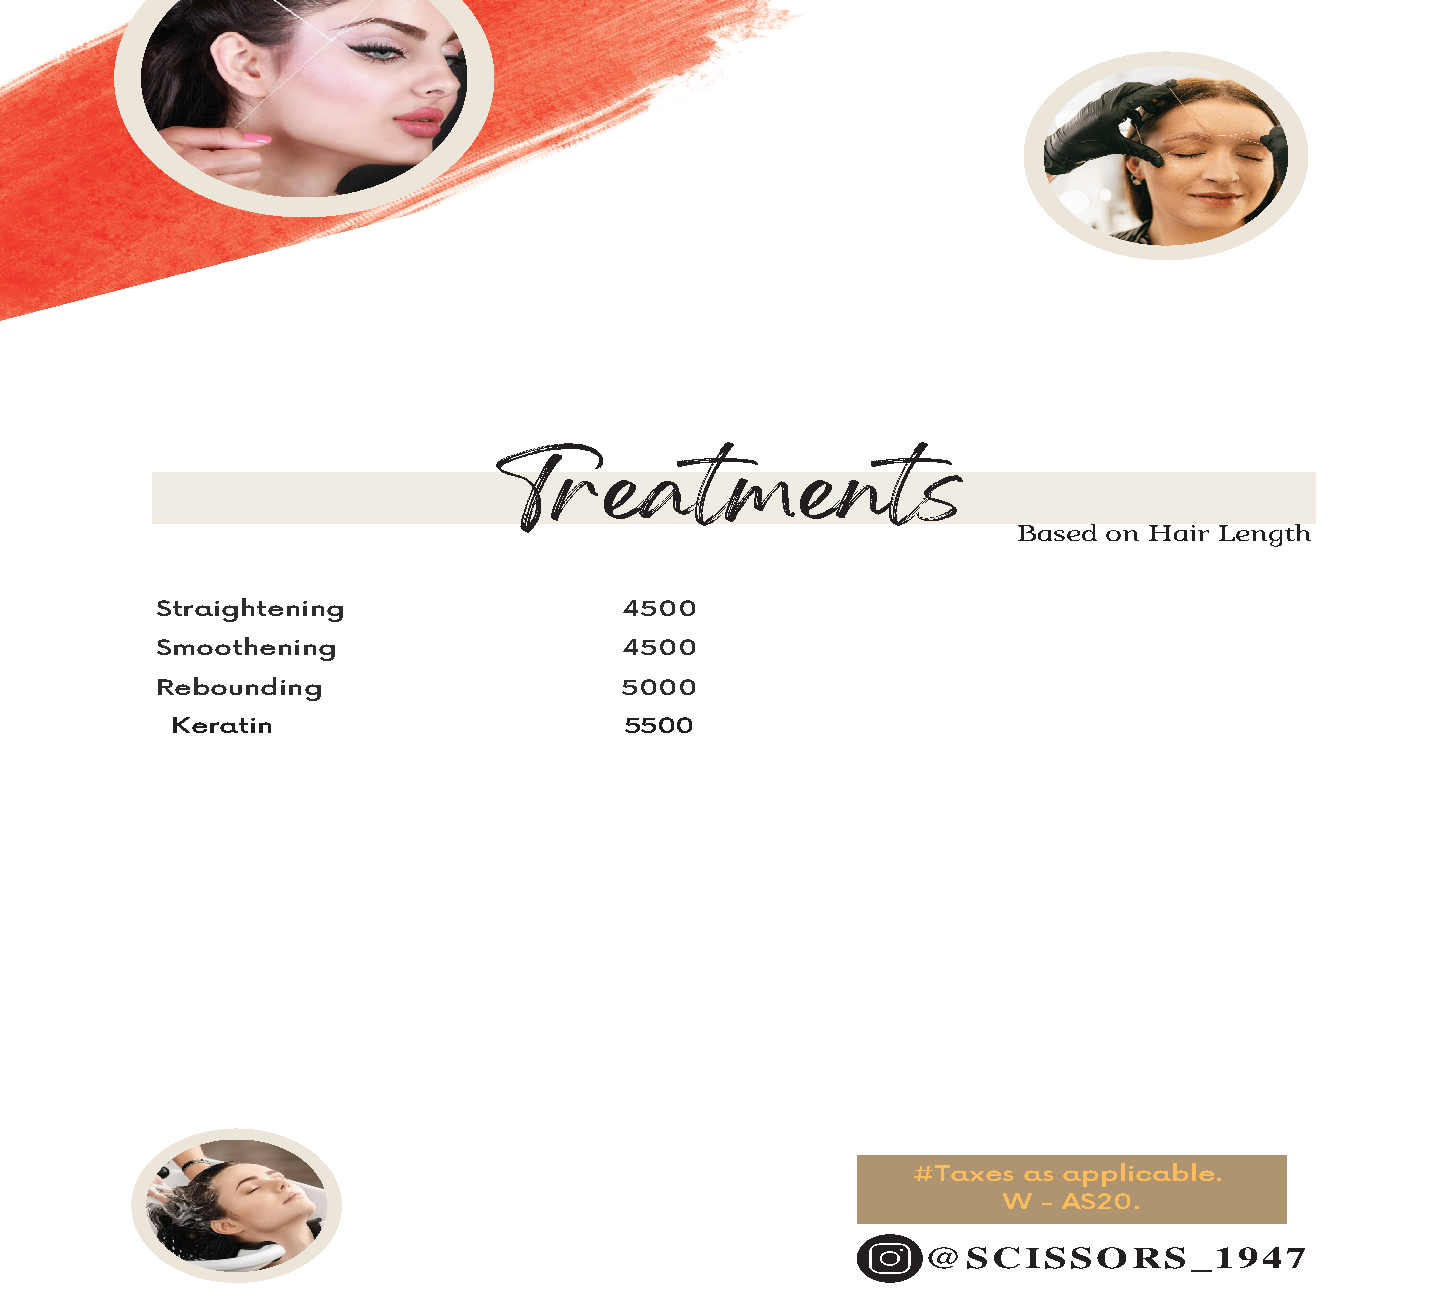 Treatments
Based on Hair Length
Straightening 4500
Smoothening 4500
Rebounding 5000
Keratin 5500
#Taxes as applicable.
W - AS20.
@SCISSORS_1947